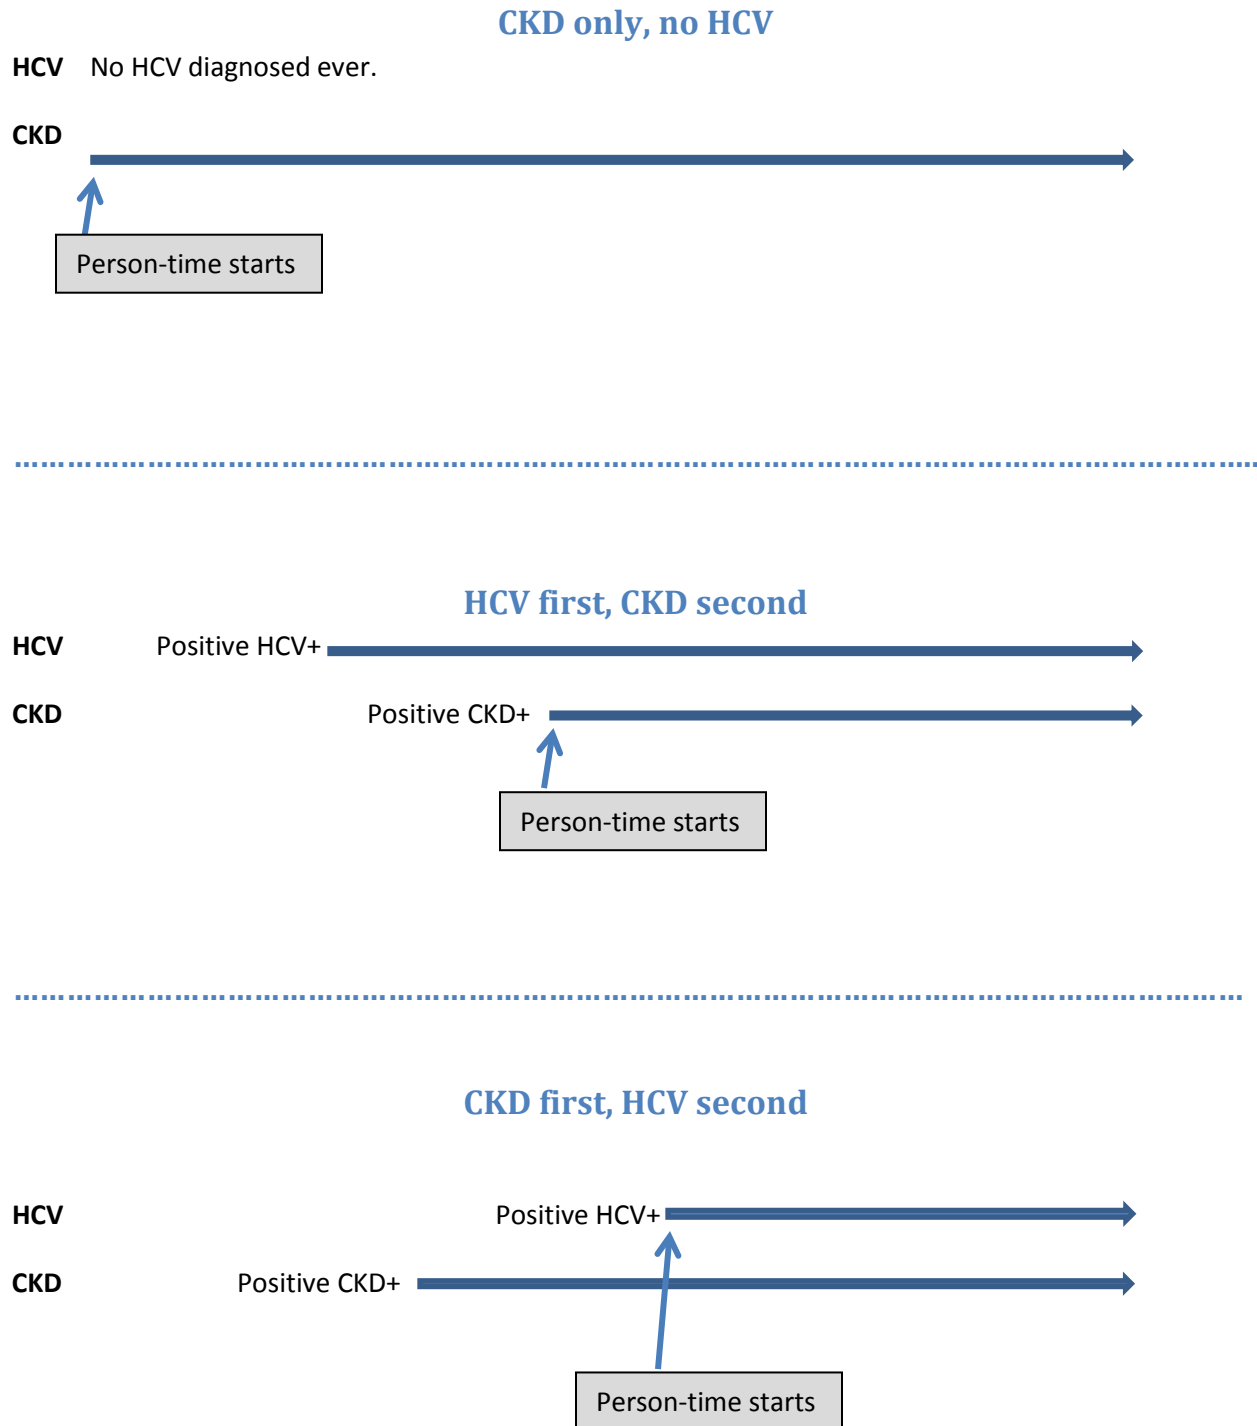 CKD only, no HCV
HCV No HCV diagnosed ever.
CKD
Person-time starts
HCV first, CKD second
HCV Positive HCV+
CKD Positive CKD+
Person-time starts
CKD first, HCV second
HCV Positive HCV+
CKD Positive CKD+
Person-time starts